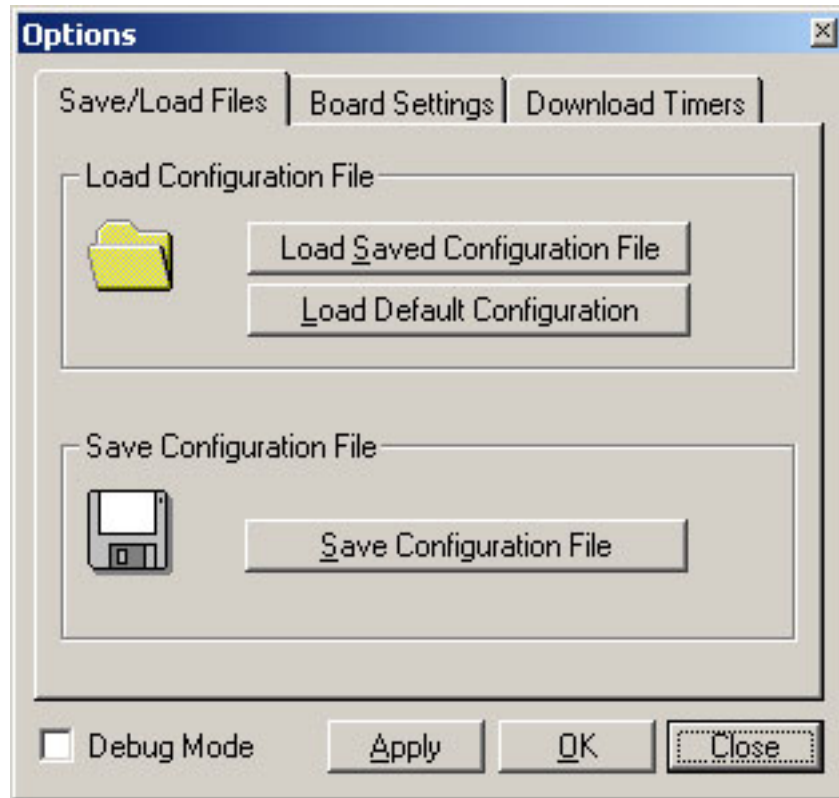 Options
Save/Load Files
Board Settings
Download Timers
Load Configuration File
Load Saved Configuration File
Load Default Configuration
Save Configuration File
Save Configuration File
Debug Mode
Apply
OK
Close